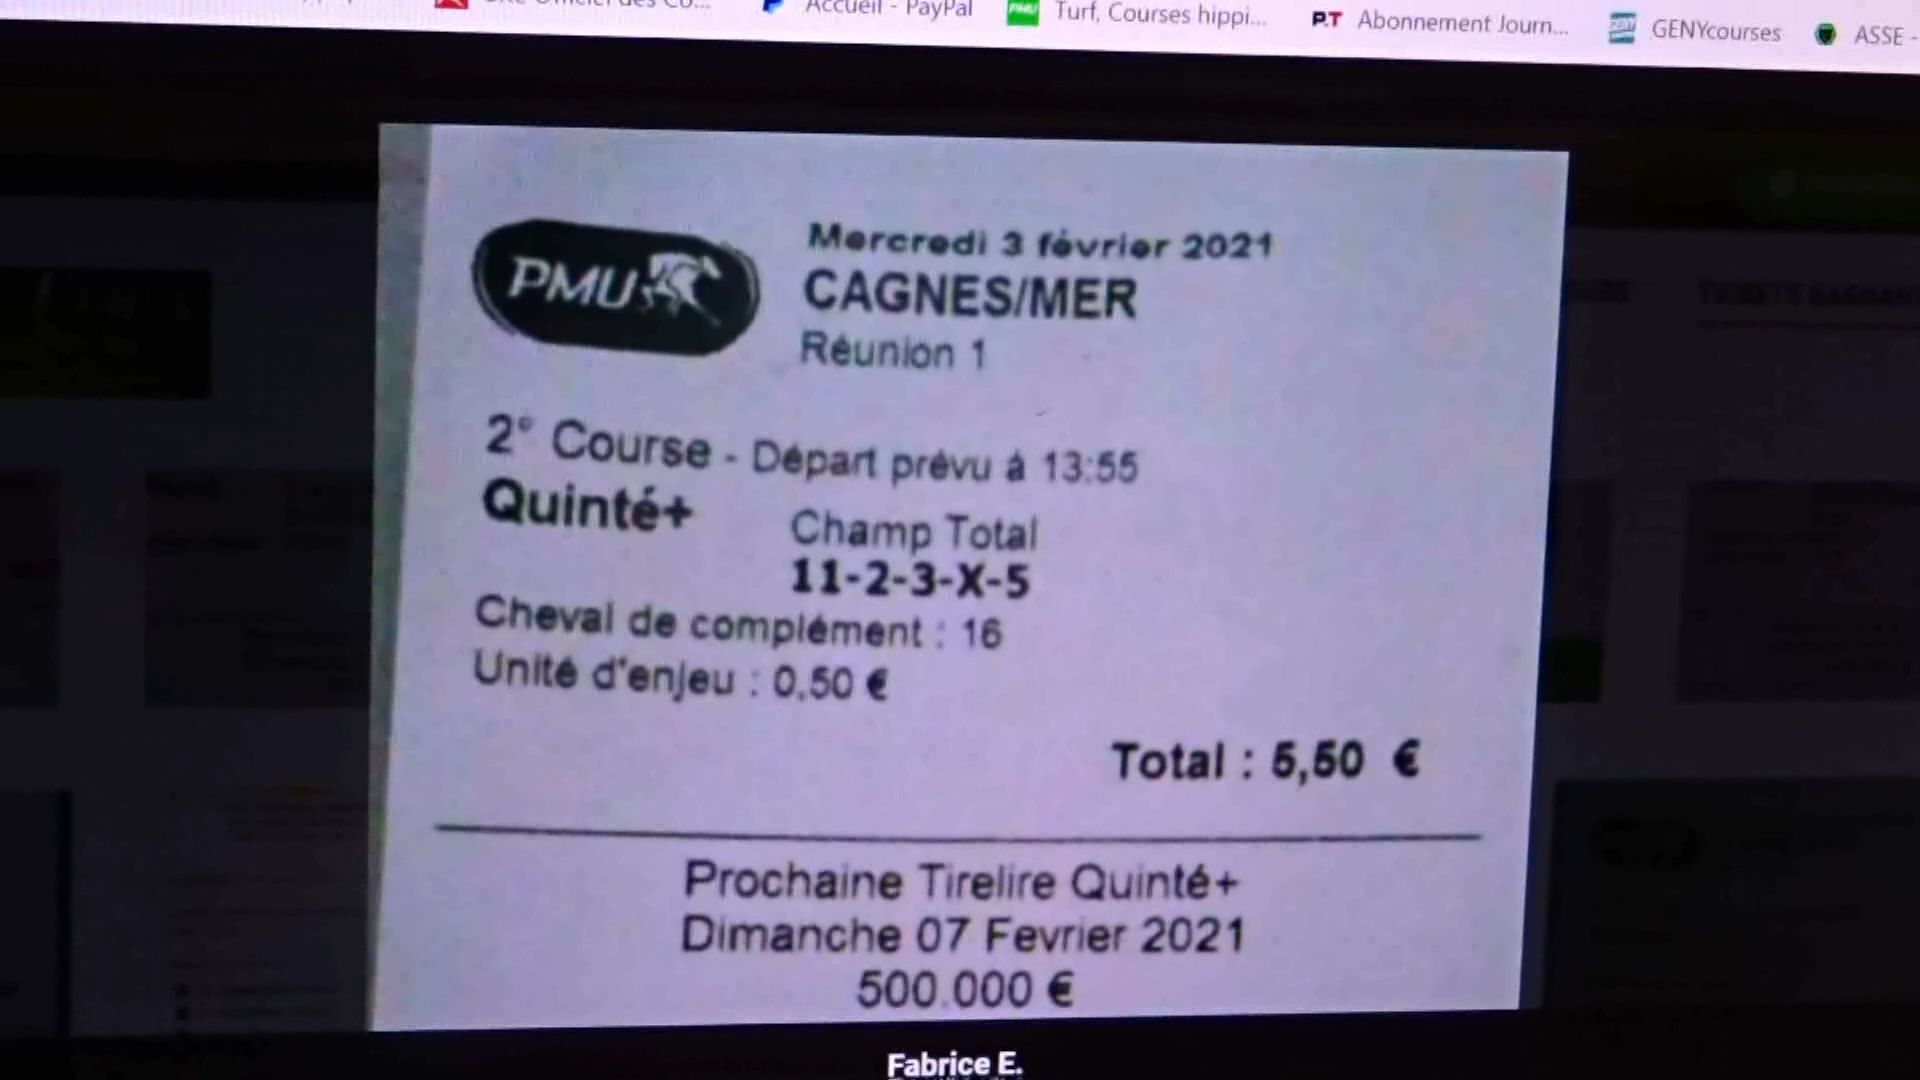 Accueil - PayPal
Turf, Courses hippi...
P.T Abonnement Journ...
GENYcourses
ASSE -
PMU
Mercredi 3 février 2021
CAGNES/MER
Réunion 1
2° Course - Départ prévu à 13:55
Quinté+
Champ Total
11-2-3-X-5
Cheval de complément : 16
Unité d'enjeu : 0,50 €
Total : 5,50 €
Prochaine Tirelire Quinté+
Dimanche 07 Fevrier 2021
500.000 €
Fabrice E.